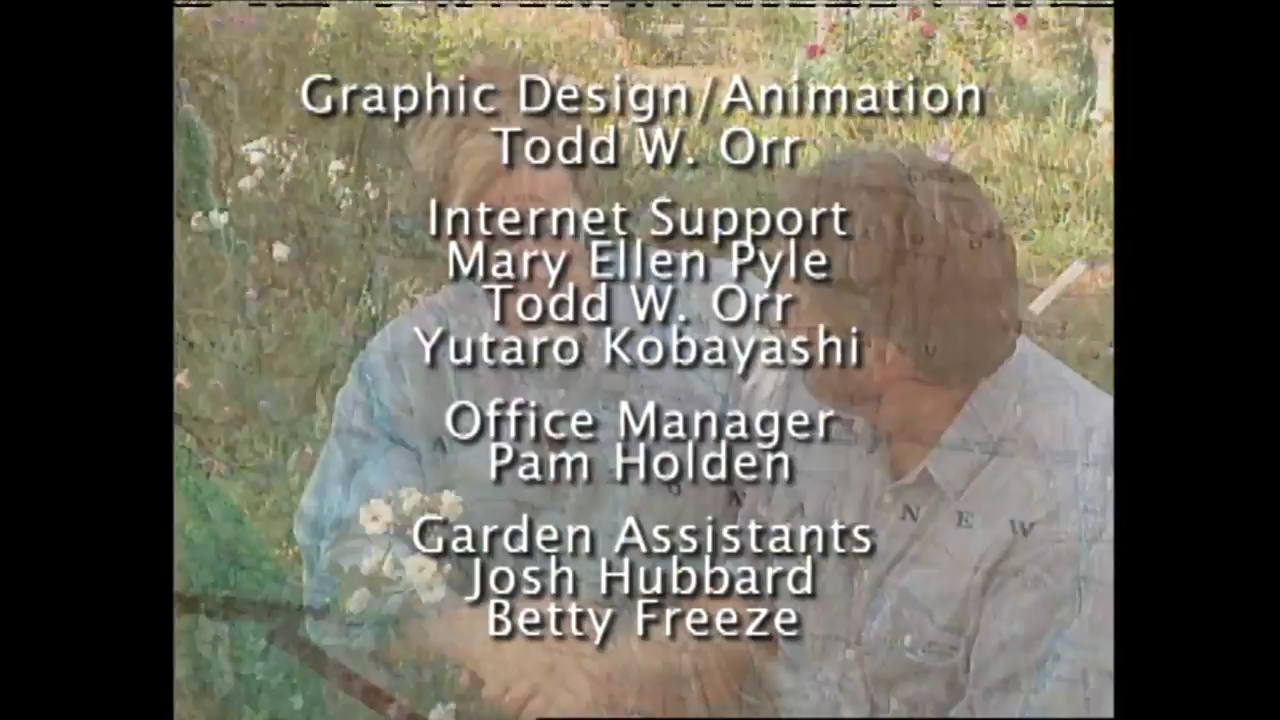 Graphic Design/Animation
Todd W. Orr
Internet Support
Mary Ellen Pyle
Todd W. Orr
Yutaro Kobayashi
Office Manager
Pam Holden
Garden Assistants
Josh Hubbard
Betty Freeze
N E W